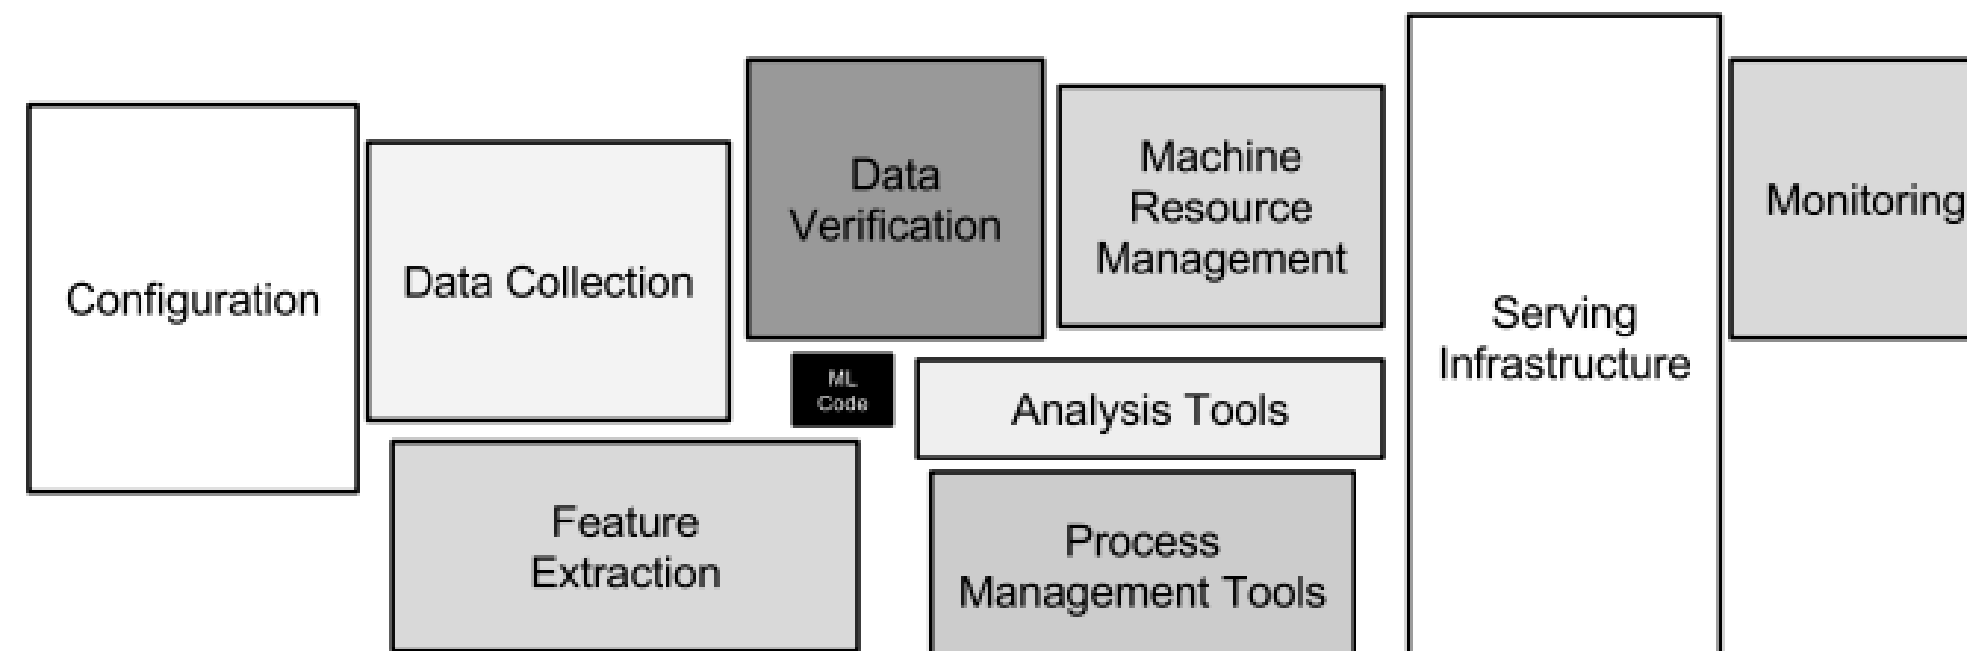 Configuration
Data Collection
Data
Verification
Machine
Resource
Management
Serving
Infrastructure
Monitoring
ML
Code
Analysis Tools
Feature
Extraction
Process
Management Tools